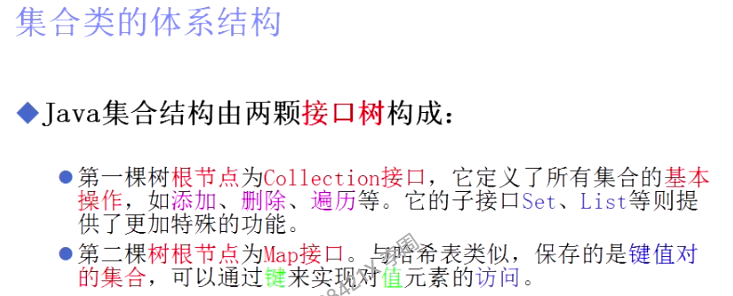 集合类的体系结构
◆Java集合结构由两颗接口树构成：
●第一棵树根节点为Collection接口，它定义了所有集合的基本
操作，如添加、删除、遍历等。它的子接口Set、List等则提
供了更加特殊的功能。
●第二棵树根节点为Map接口。与哈希表类似，保存的是键值对
的集合，可以通过键来实现对值元素的访问。